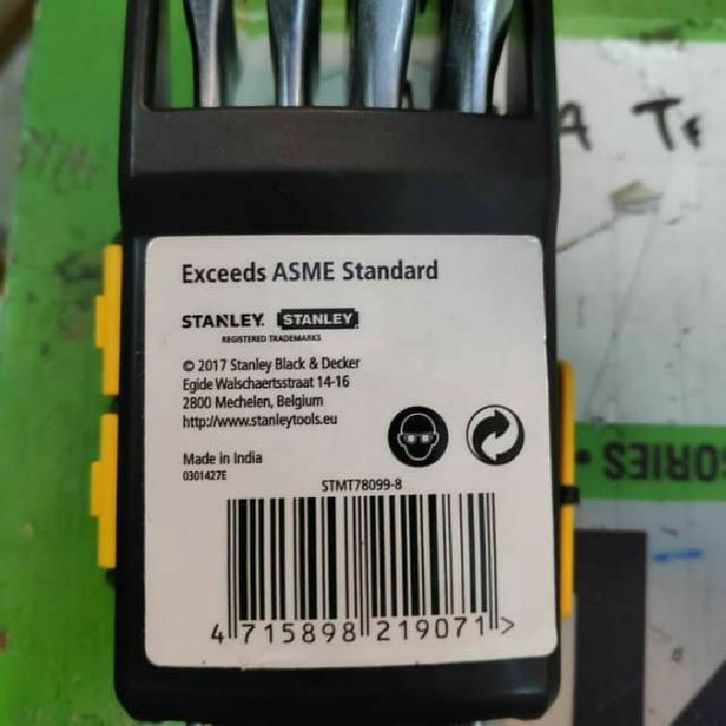 A Te
Exceeds ASME Standard
STANLEY. STANLEY
REGISTERED TRADEMARKS
© 2017 Stanley Black & Decker
Egide Walschaertsstraat 14-16
2800 Mechelen, Belgium
http://www.stanleytools.eu
Made in India
0301427E
STMT78099-8
4 715898 219071 >